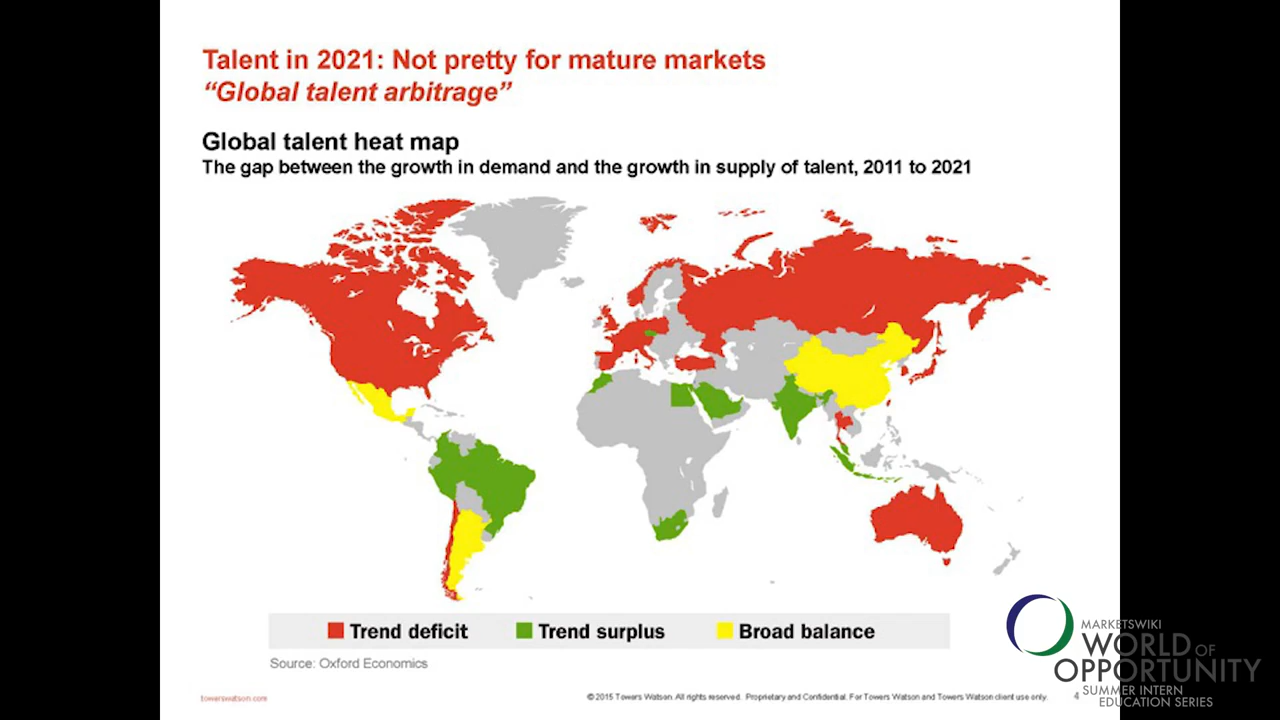 Talent in 2021: Not pretty for mature markets
“Global talent arbitrage”
Global talent heat map
The gap between the growth in demand and the growth in supply of talent, 2011 to 2021
Trend deficit
Trend surplus
Broad balance
Source: Oxford Economics
towerswatson.com
©2015 Towers Watson. All rights reserved. Proprietary and Confidential. For Towers Watson and Towers Watson client use only.
4
MARKETSWIKI
WORLD OF
OPPORTUNITY
SUMMER INTERN
EDUCATION SERIES